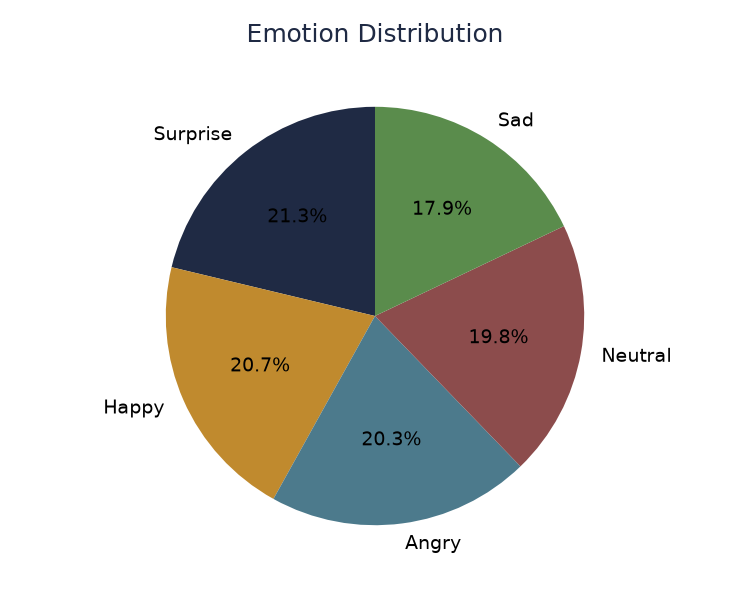 Emotion Distribution
Sad
Surprise
17.9%
21.3%
19.8%
Neutral
20.7%
Happy
20.3%
Angry